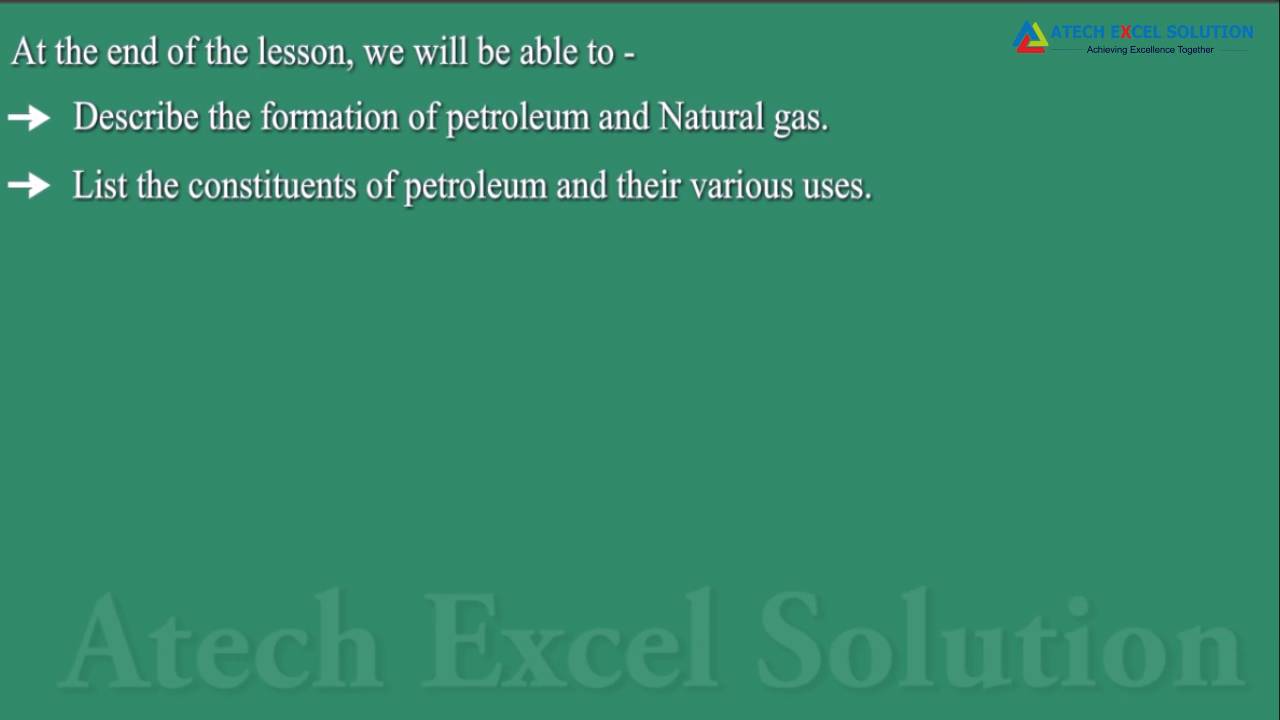 ATECH EXCEL SOLUTION
Achieving Excellence Together
At the end of the lesson, we will be able to -
Describe the formation of petroleum and Natural gas.
List the constituents of petroleum and their various uses.
Atech Excel Solution